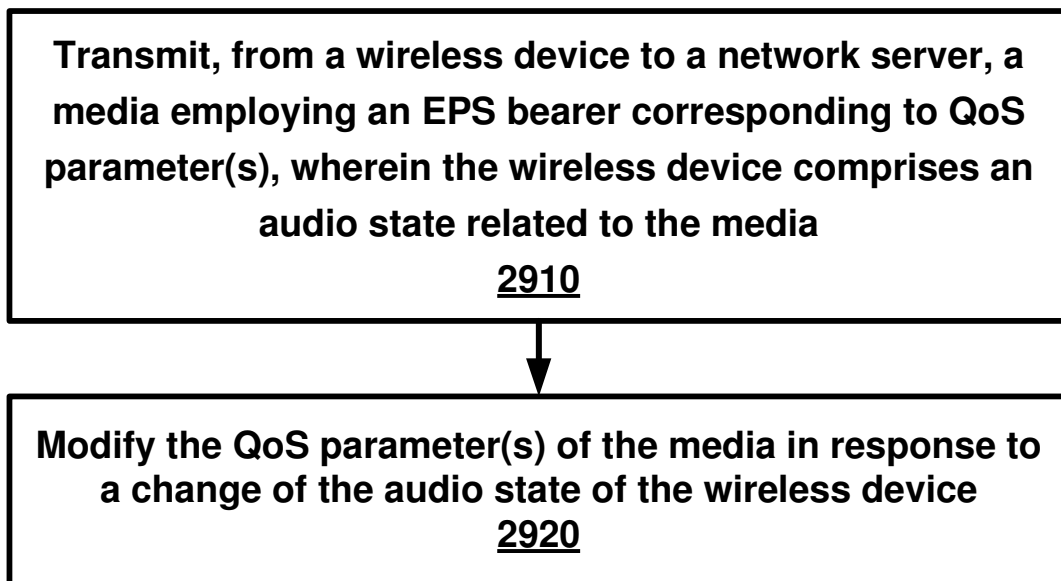 Transmit, from a wireless device to a network server, a
media employing an EPS bearer corresponding to QoS
parameter(s), wherein the wireless device comprises an
audio state related to the media
2910
Modify the QoS parameter(s) of the media in response to
a change of the audio state of the wireless device
2920